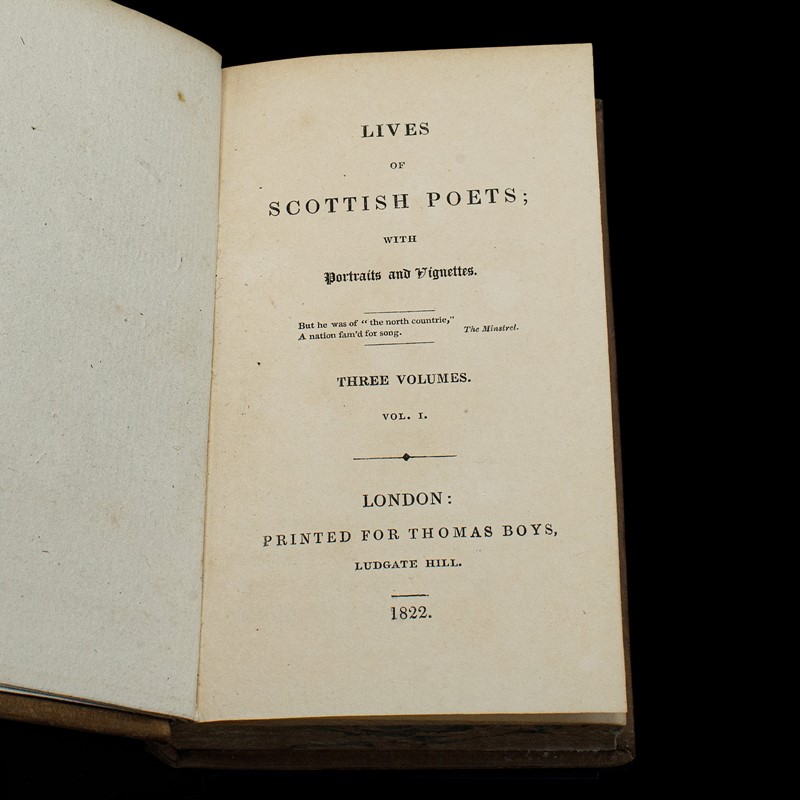 LIVES
OF
SCOTTISH POETS;
WITH
Portraits and Vignettes.
But he was of “ the north countrie,”
A nation fam'd for song.
The Minstrel.
THREE VOLUMES.
VOL. I.
LONDON:
PRINTED FOR THOMAS BOYS,
LUDGATE HILL.
1822.